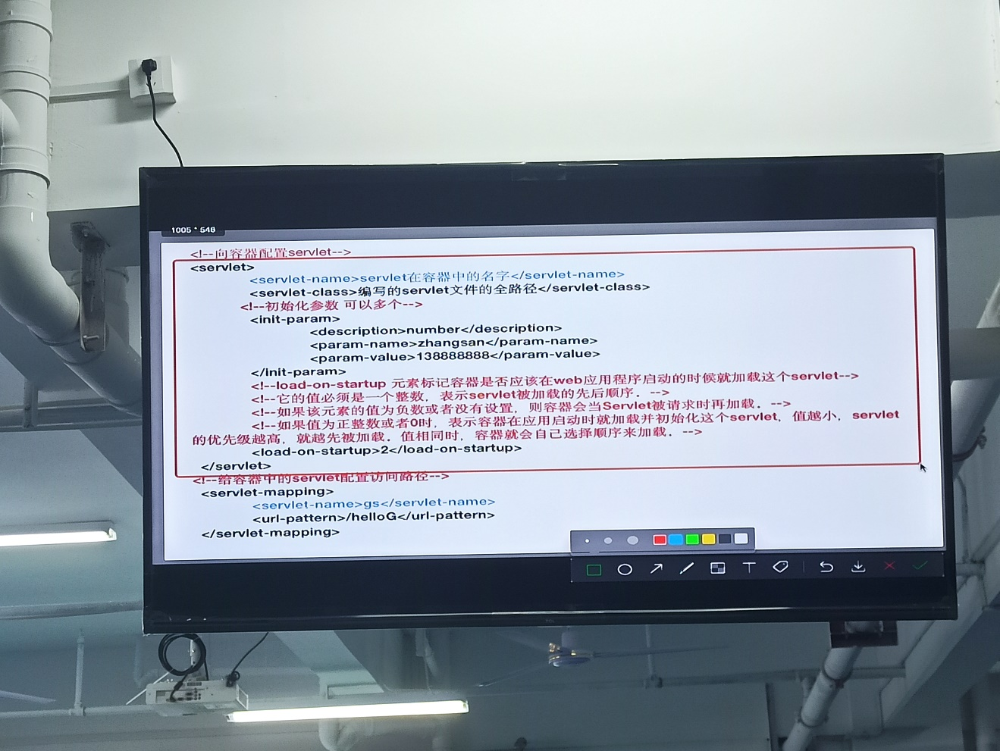 1005 * 546
<!--向容器配置servlet-->
<servlet>
<servlet-name>servlet在容器中的名字</servlet-name>
<servlet-class>编写的servlet文件的全路径</servlet-class>
<!--初始化参数 可以多个-->
<init-param>
<description>number</description>
<param-name>zhangsan</param-name>
<param-value>138888888</param-value>
</init-param>
<!--load-on-startup 元素标记容器是否应该在web应用程序启动的时候就加载这个servlet-->
<!--它的值必须是一个整数，表示servlet被加载的先后顺序．-->
<!--如果该元素的值为负数或者没有设置，则容器会当Servlet被请求时再加载．-->
<!--如果值为正整数或者0时，表示容器在应用启动时就加载并初始化这个servlet，值越小，servlet
的优先级越高，就越先被加载．值相同时，容器就会自己选择顺序来加载．-->
<load-on-startup>2</load-on-startup>
</servlet>
<!--给容器中的servlet配置访问路径-->
<servlet-mapping>
<servlet-name>gs</servlet-name>
<url-pattern>/helloG</url-pattern>
</servlet-mapping>
T
TCL